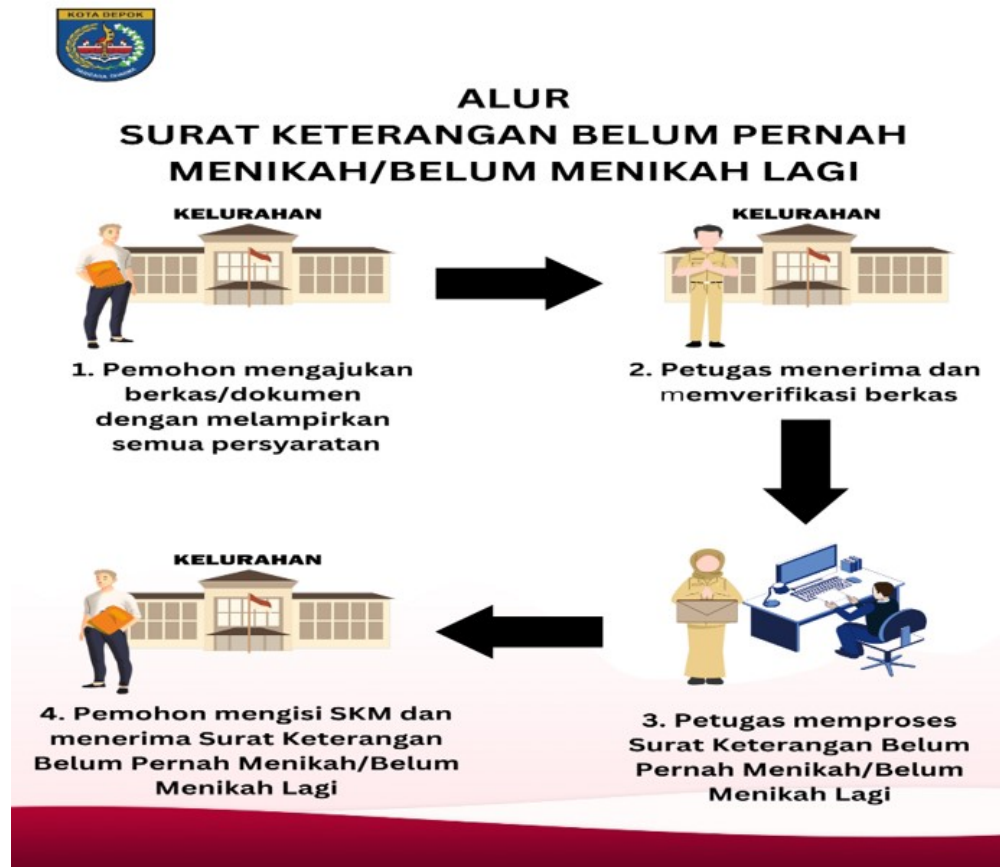 KOTA DEPOK
ALUR
SURAT KETERANGAN BELUM PERNAH
MENIKAH/BELUM MENIKAH LAGI
KELURAHAN
1. Pemohon mengajukan
berkas/dokumen
dengan melampirkan
semua persyaratan
KELURAHAN
2. Petugas menerima dan
memverifikasi berkas
3. Petugas memproses
Surat Keterangan Belum
Pernah Menikah/Belum
Menikah Lagi
KELURAHAN
4. Pemohon mengisi SKM dan
menerima Surat Keterangan
Belum Pernah Menikah/Belum
Menikah Lagi